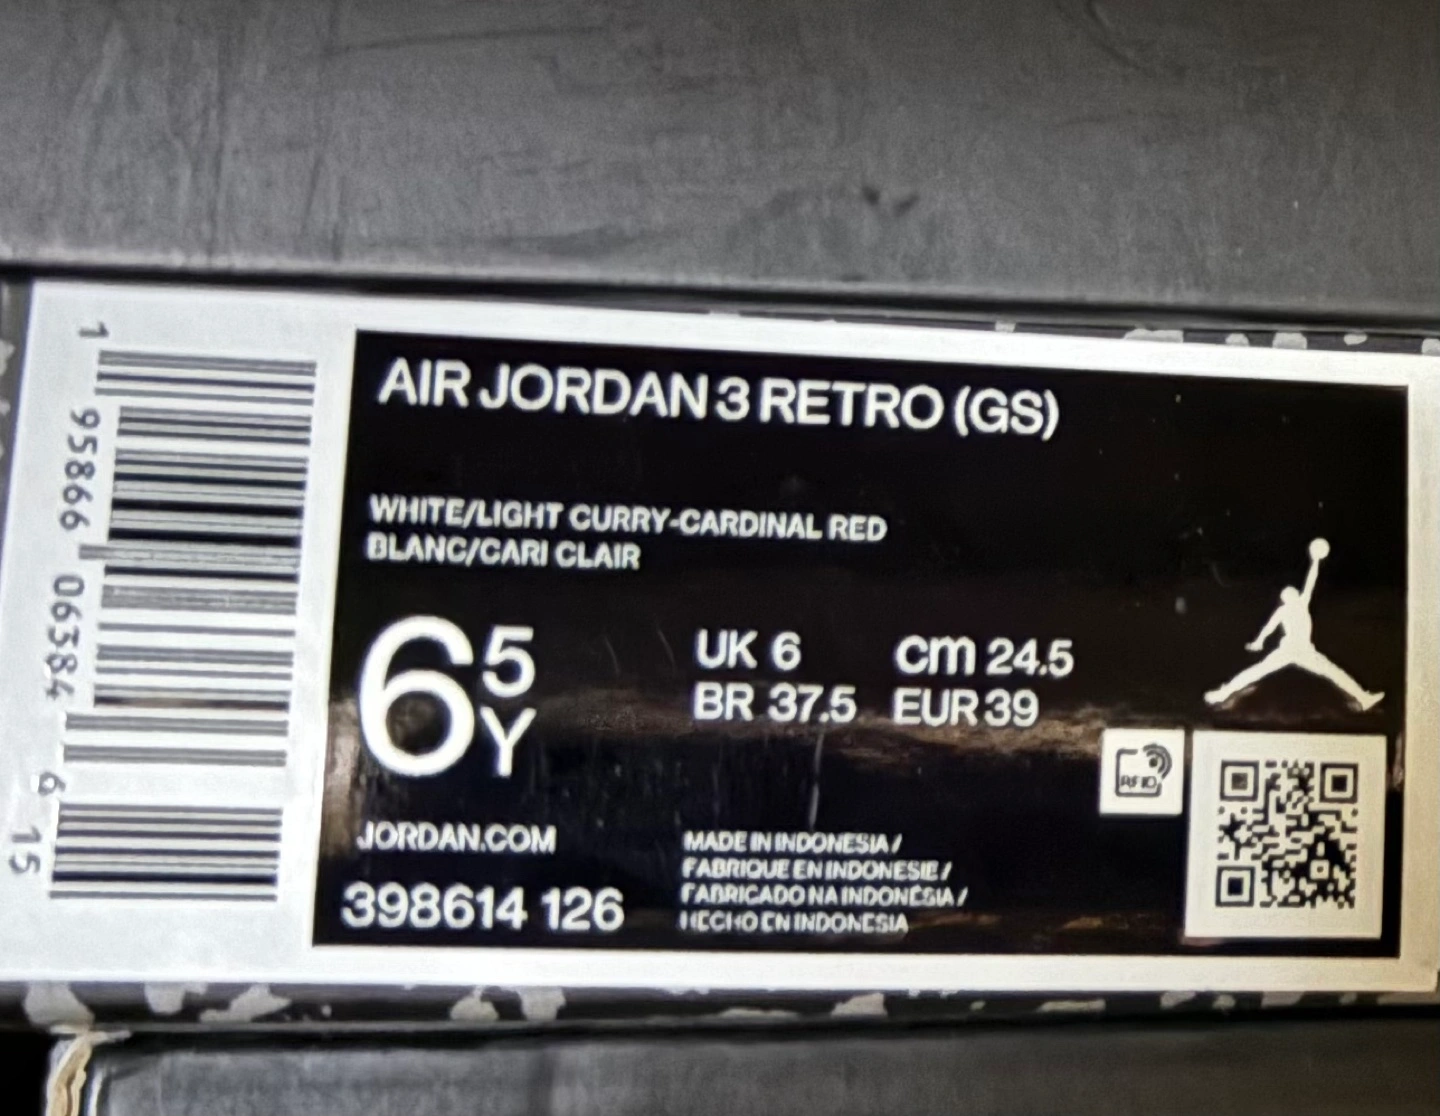 1 95866 06384 6 15
AIR JORDAN 3 RETRO (GS)
WHITE/LIGHT CURRY-CARDINAL RED
BLANC/CARI CLAIR
6 5 Y
UK 6 cm 24.5
BR 37.5 EUR 39
RFID
JORDAN.COM
398614 126
MADE IN INDONESIA /
FABRIQUE EN INDONESIE /
FABRICADO NA INDONÉSIA /
HECHO EN INDONESIA